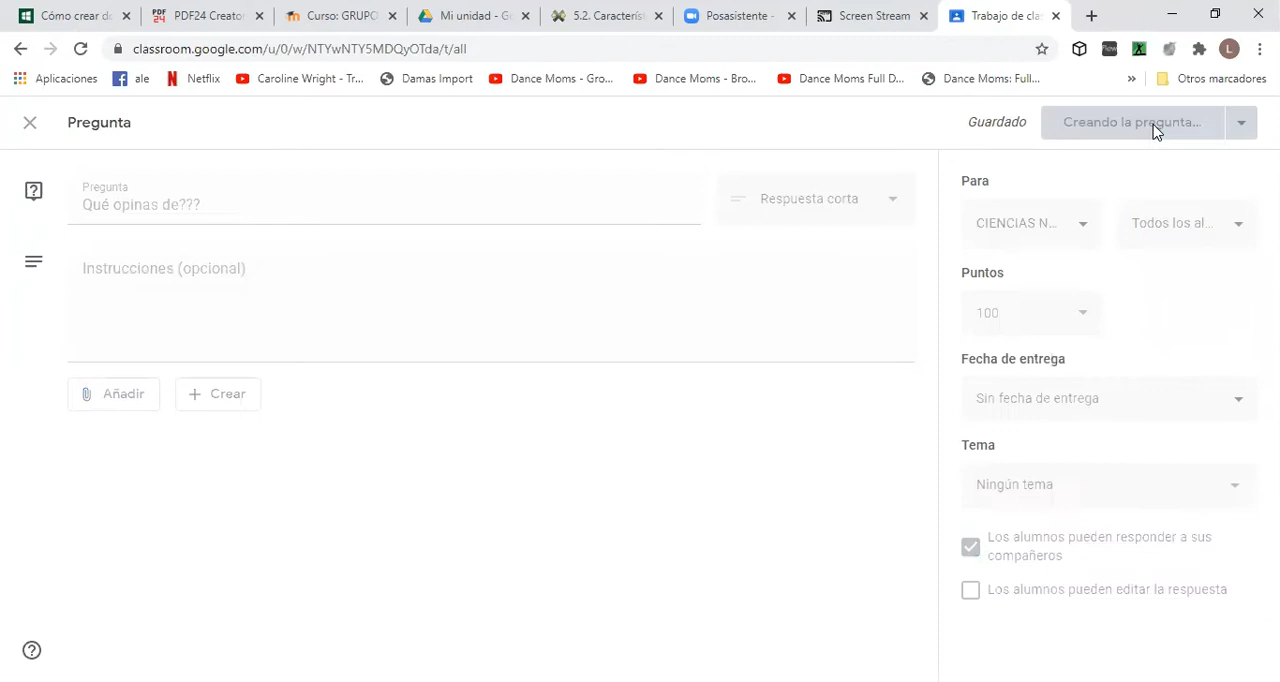 Cómo crear de
PDF24 Creato
Curso: GRUPO
Mi unidad - Go
5.2. Caracterís
Posasistente -
Screen Stream
Trabajo de cla
classroom.google.com/u/0/w/NTYwNTY5MDQyOTda/t/all
L
Aplicaciones
ale
Netflix
Caroline Wright - Tr...
Damas Import
Dance Moms - Gro...
Dance Moms - Bro...
Dance Moms Full D...
Dance Moms: Full...
»
Otros marcadores
Pregunta
Guardado
Creando la pregunta...
Pregunta
Qué opinas de???
Respuesta corta
Instrucciones (opcional)
Añadir
Crear
Para
CIENCIAS N...
Todos los al...
Puntos
100
Fecha de entrega
Sin fecha de entrega
Tema
Ningún tema
Los alumnos pueden responder a sus
compañeros
Los alumnos pueden editar la respuesta